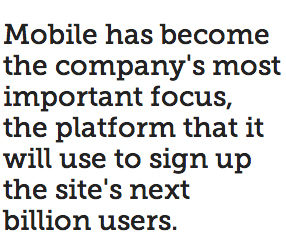 Mobile has become
the company's most
important focus,
the platform that it
will use to sign up
the site's next
billion users.